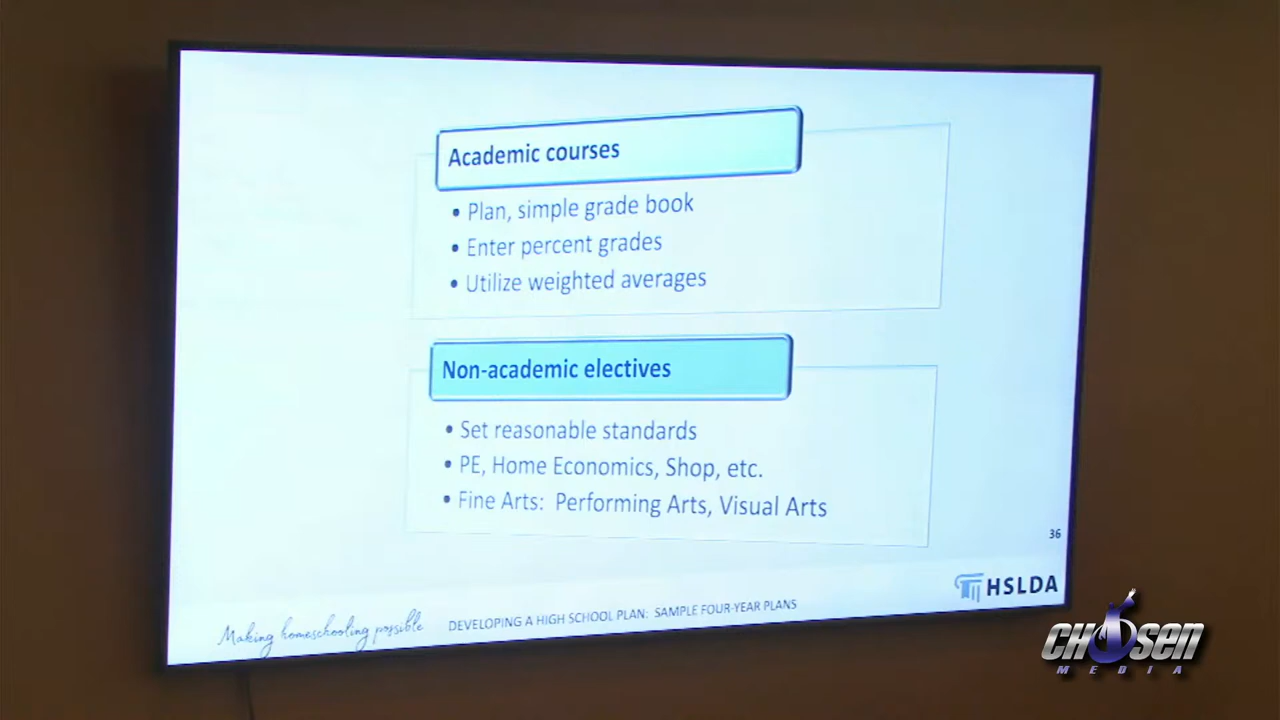 Academic courses
• Plan, simple grade book
• Enter percent grades
• Utilize weighted averages
Non-academic electives
• Set reasonable standards
• PE, Home Economics, Shop, etc.
• Fine Arts: Performing Arts, Visual Arts
36
HSLDA
Making homeschooling possible
DEVELOPING A HIGH SCHOOL PLAN: SAMPLE FOUR-YEAR PLANS
CHOSEN
MEDIA